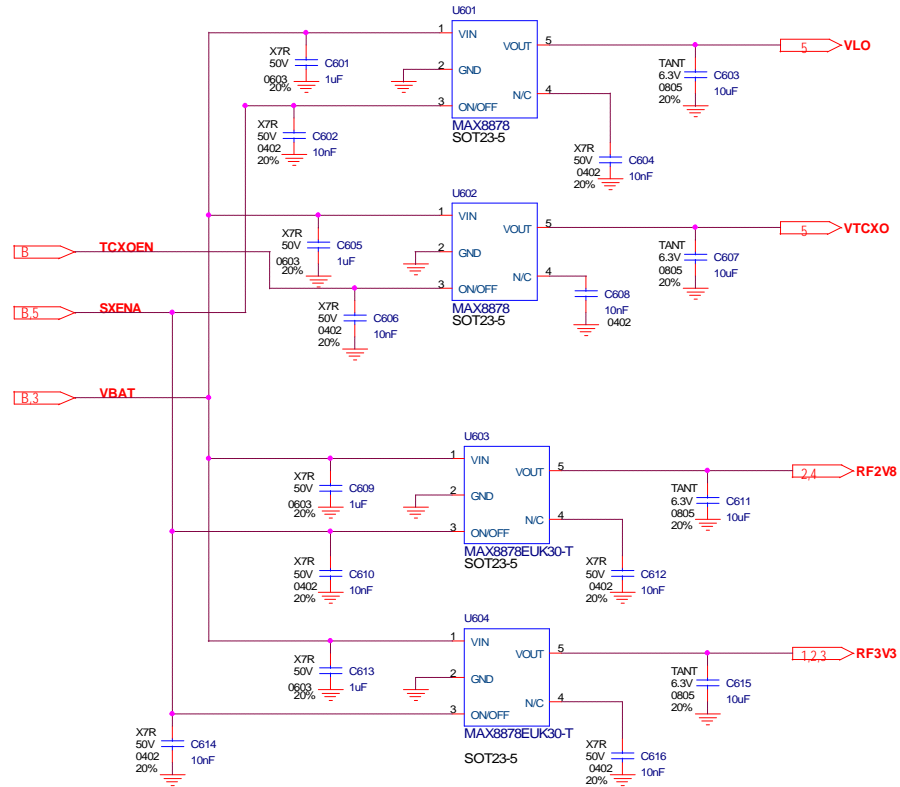 U601
1 VIN
VOUT 5
2 GND
N/C 4
3 ON/OFF
MAX8878
SOT23-5
X7R
50V C601
0603 1uF
20%
X7R
50V C602
0402 10nF
20%
X7R
50V C604
0402 10nF
20%
TANT
6.3V C603
0805 10uF
20%
5 VLO
U602
1 VIN
VOUT 5
2 GND
N/C 4
3 ON/OFF
MAX8878
SOT23-5
X7R
50V C605
0603 1uF
20%
X7R
50V C606
0402 10nF
20%
C608
10nF
0402
TANT
6.3V C607
0805 10uF
20%
5 VTCXO
B TCXOEN
B,5 SXENA
B,3 VBAT
U603
1 VIN
VOUT 5
2 GND
N/C 4
3 ON/OFF
MAX8878EUK30-T
SOT23-5
X7R
50V C609
0603 1uF
20%
X7R
50V C610
0402 10nF
20%
X7R
50V C612
0402 10nF
20%
TANT
6.3V C611
0805 10uF
20%
2,4 RF2V8
U604
1 VIN
VOUT 5
2 GND
N/C 4
3 ON/OFF
MAX8878EUK30-T
SOT23-5
X7R
50V C613
0603 1uF
20%
X7R
50V C614
0402 10nF
20%
X7R
50V C616
0402 10nF
20%
TANT
6.3V C615
0805 10uF
20%
1,2,3 RF3V3